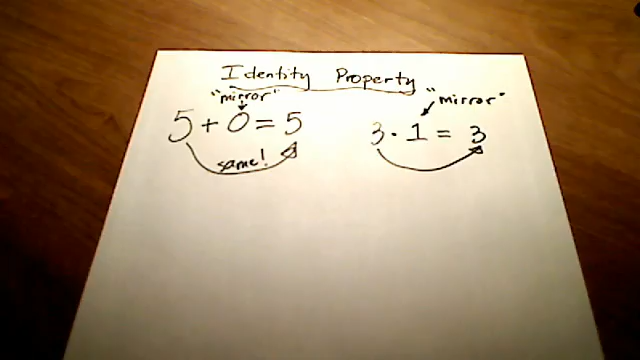 Identity Property
"mirror"
"mirror"
5 + 0 = 5
3 · 1 = 3
same!